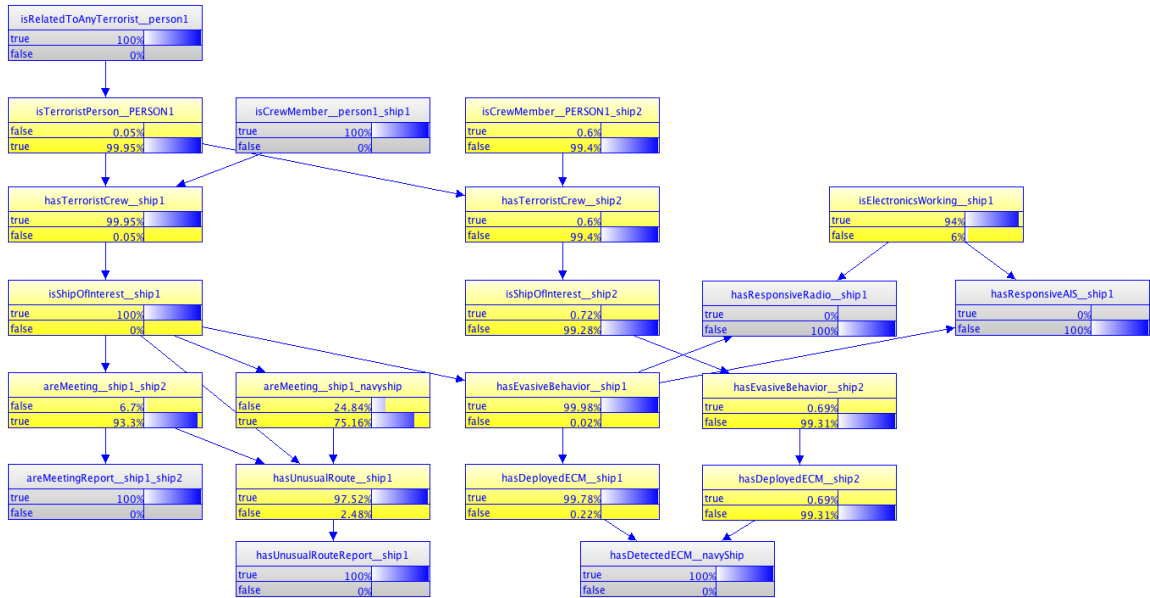 isRelatedToAnyTerrorist__person1
true 100%
false 0%
isTerroristPerson__PERSON1
false 0.05%
true 99.95%
isCrewMember__person1_ship1
true 100%
false 0%
isCrewMember__PERSON1_ship2
true 0.6%
false 99.4%
hasTerroristCrew__ship1
true 99.95%
false 0.05%
hasTerroristCrew__ship2
true 0.6%
false 99.4%
isElectronicsWorking__ship1
true 94%
false 6%
isShipOfInterest__ship1
true 100%
false 0%
isShipOfInterest__ship2
true 0.72%
false 99.28%
hasResponsiveRadio__ship1
true 0%
false 100%
hasResponsiveAIS__ship1
true 0%
false 100%
areMeeting__ship1_ship2
false 6.7%
true 93.3%
areMeeting__ship1_navyship
false 24.84%
true 75.16%
hasEvasiveBehavior__ship1
true 99.98%
false 0.02%
hasEvasiveBehavior__ship2
true 0.69%
false 99.31%
areMeetingReport__ship1_ship2
true 100%
false 0%
hasUnusualRoute__ship1
true 97.52%
false 2.48%
hasDeployedECM__ship1
true 99.78%
false 0.22%
hasDeployedECM__ship2
true 0.69%
false 99.31%
hasUnusualRouteReport__ship1
true 100%
false 0%
hasDetectedECM__navyShip
true 100%
false 0%